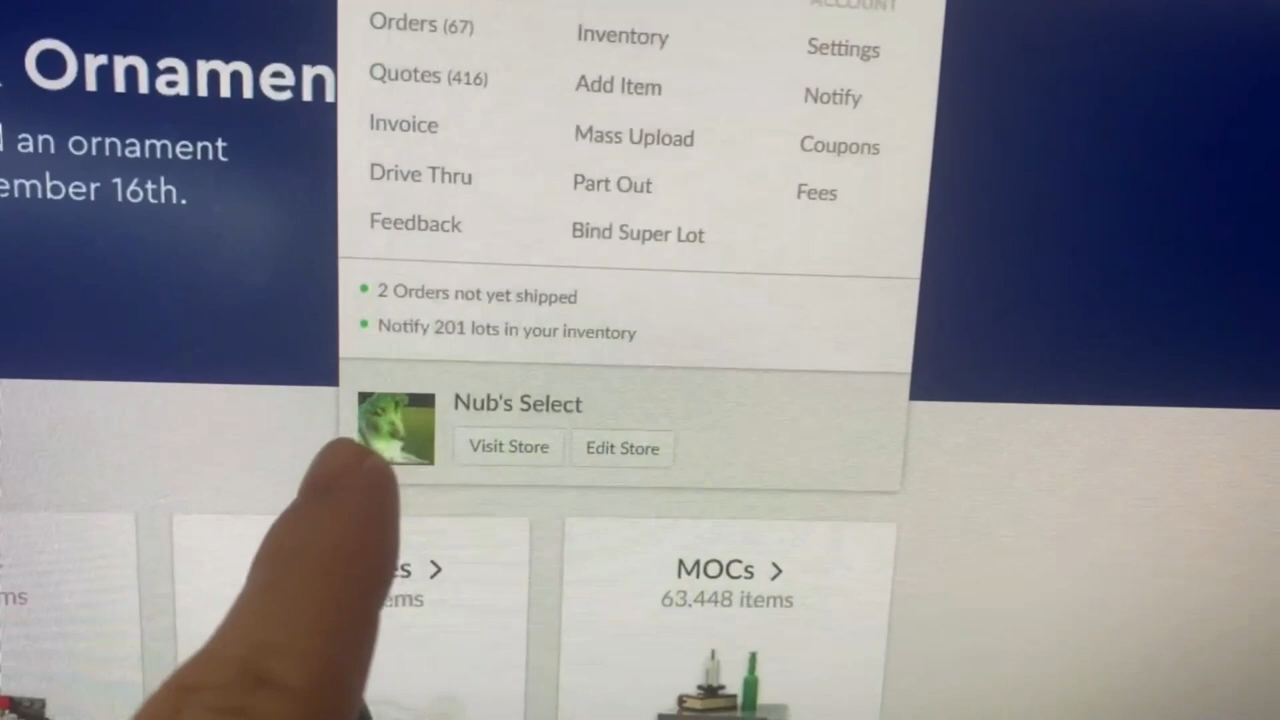 ACCOUNT
Orders (67)
Inventory
Settings
Quotes (416)
Add Item
Notify
Invoice
Mass Upload
Coupons
Drive Thru
Part Out
Fees
Feedback
Bind Super Lot
Ornamen
an ornament
ember 16th.
2 Orders not yet shipped
Notify 201 lots in your inventory
Nub's Select
Visit Store
Edit Store
MOCs >
63,448 items